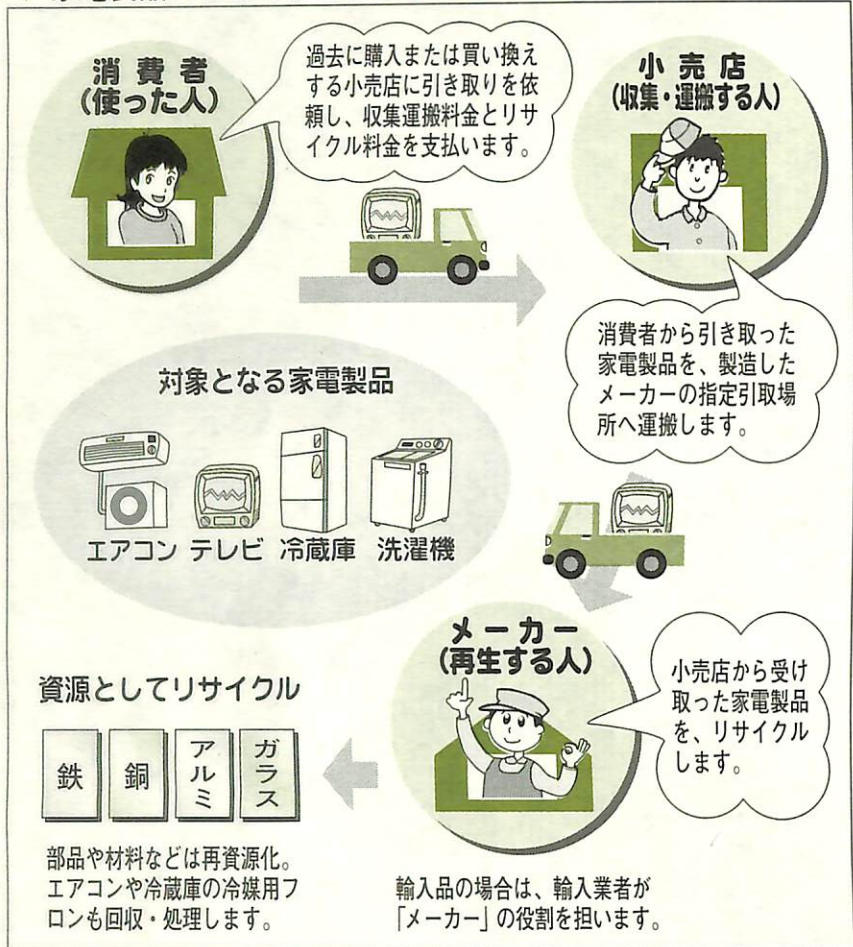 消費者
(使った人)
過去に購入または買い換え
する小売店に引き取りを依
頼し、収集運搬料金とリサ
イクル料金を支払います。
小売店
(収集・運搬する人)
消費者から引き取った
家電製品を、製造した
メーカーの指定引取場
所へ運搬します。
対象となる家電製品
エアコン テレビ 冷蔵庫 洗濯機
メーカー
(再生する人)
小売店から受け
取った家電製品
を、リサイクル
します。
資源としてリサイクル
鉄 銅 アルミ ガラス
部品や材料などは再資源化。
エアコンや冷蔵庫の冷媒用フ
ロンも回収・処理します。
輸入品の場合は、輸入業者が
「メーカー」の役割を担います。